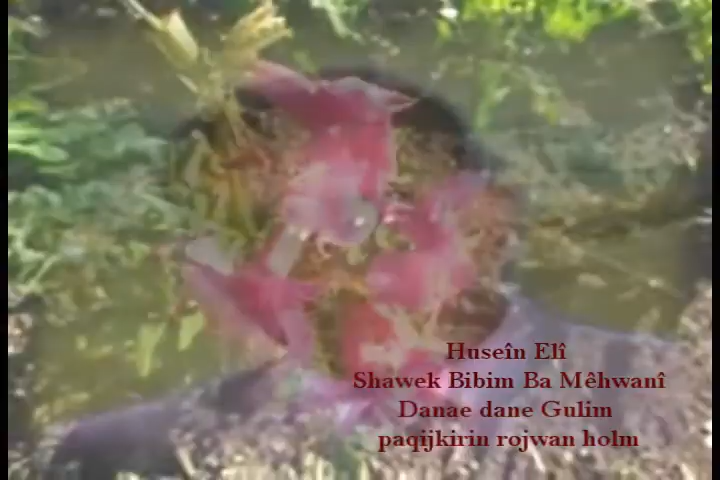 Huseîn Elî
Shawek Bibim Ba Mêhwanî
Danae dane Gulim
paqijkirin rojwan holm